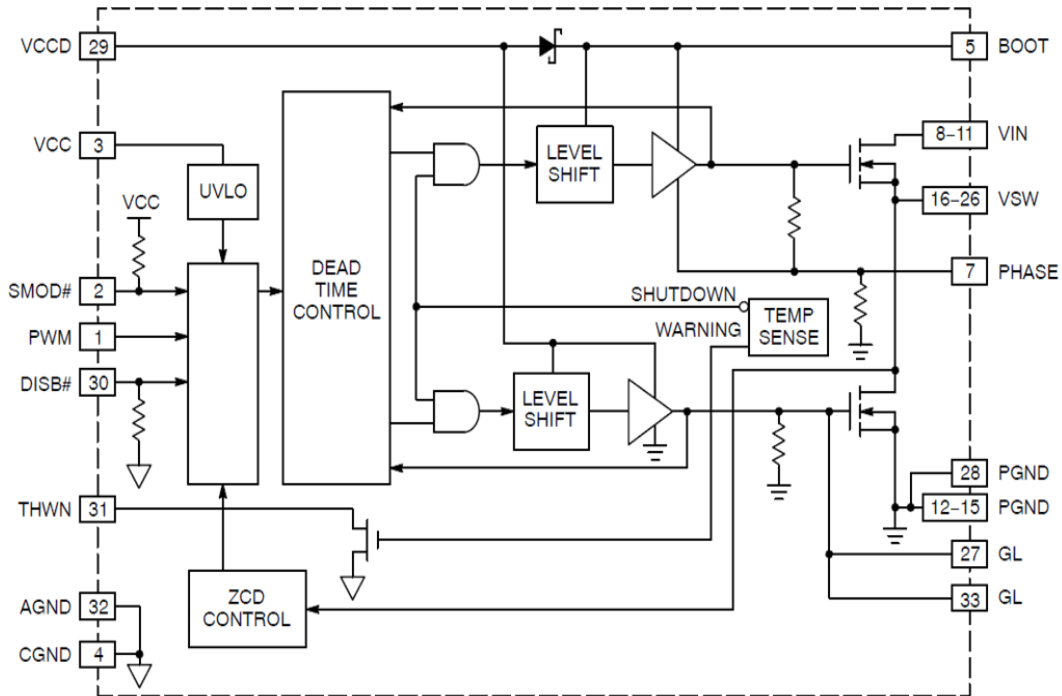 VCCD 29
5 BOOT
VCC 3
8–11 VIN
LEVEL
SHIFT
UVLO
VCC
16–26 VSW
DEAD
TIME
CONTROL
7 PHASE
SMOD# 2
SHUTDOWN
TEMP
SENSE
WARNING
PWM 1
DISB# 30
LEVEL
SHIFT
28 PGND
THWN 31
12–15 PGND
27 GL
ZCD
CONTROL
33 GL
AGND 32
CGND 4